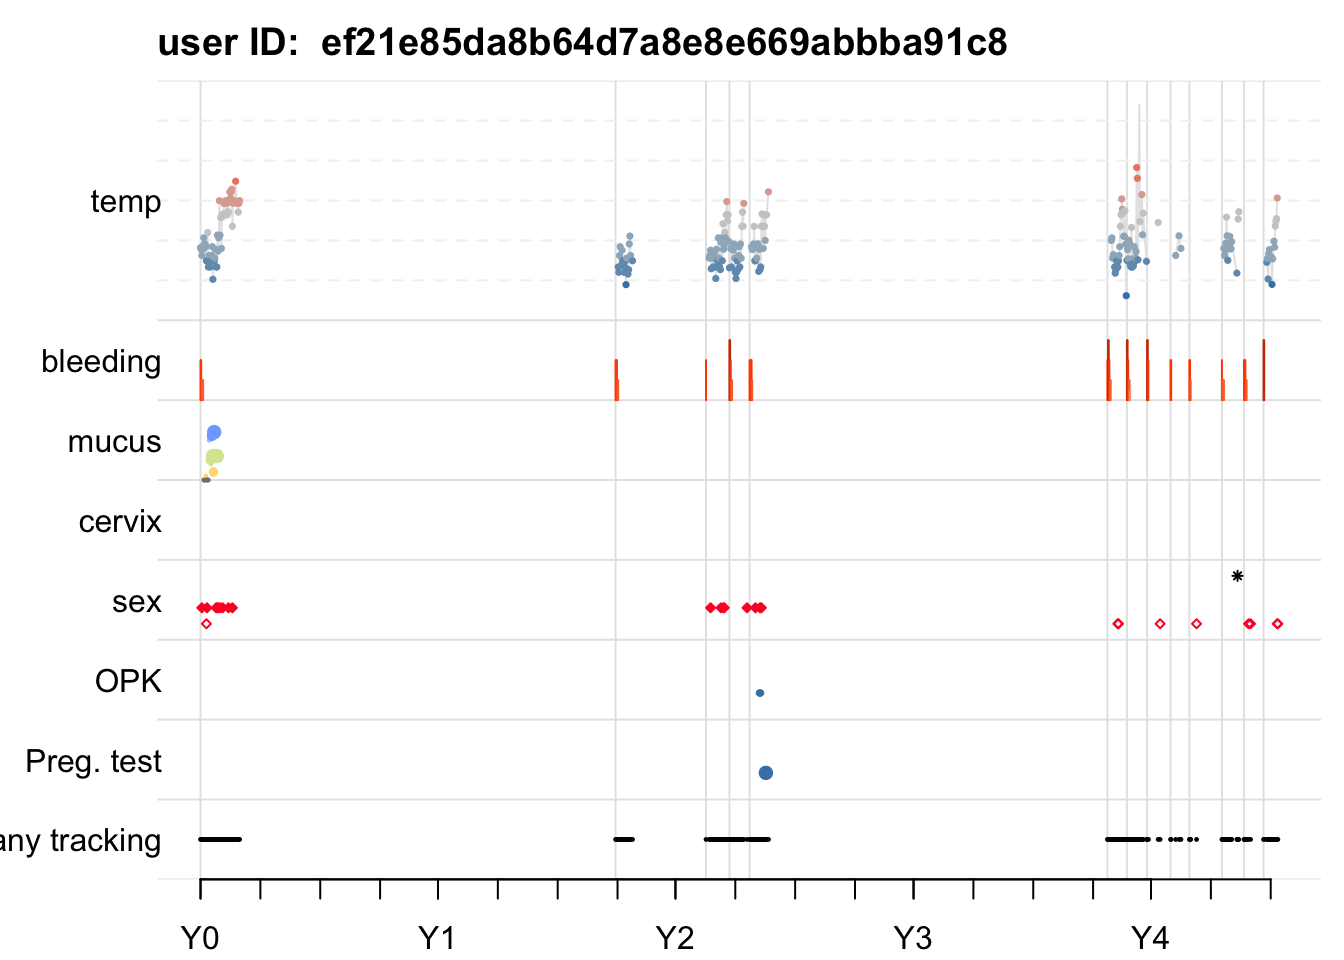 user ID:  ef21e85da8b64d7a8e8e669abbba91c8
temp
bleeding
mucus
cervix
sex
OPK
Preg. test
any tracking
Y0 Y1 Y2 Y3 Y4